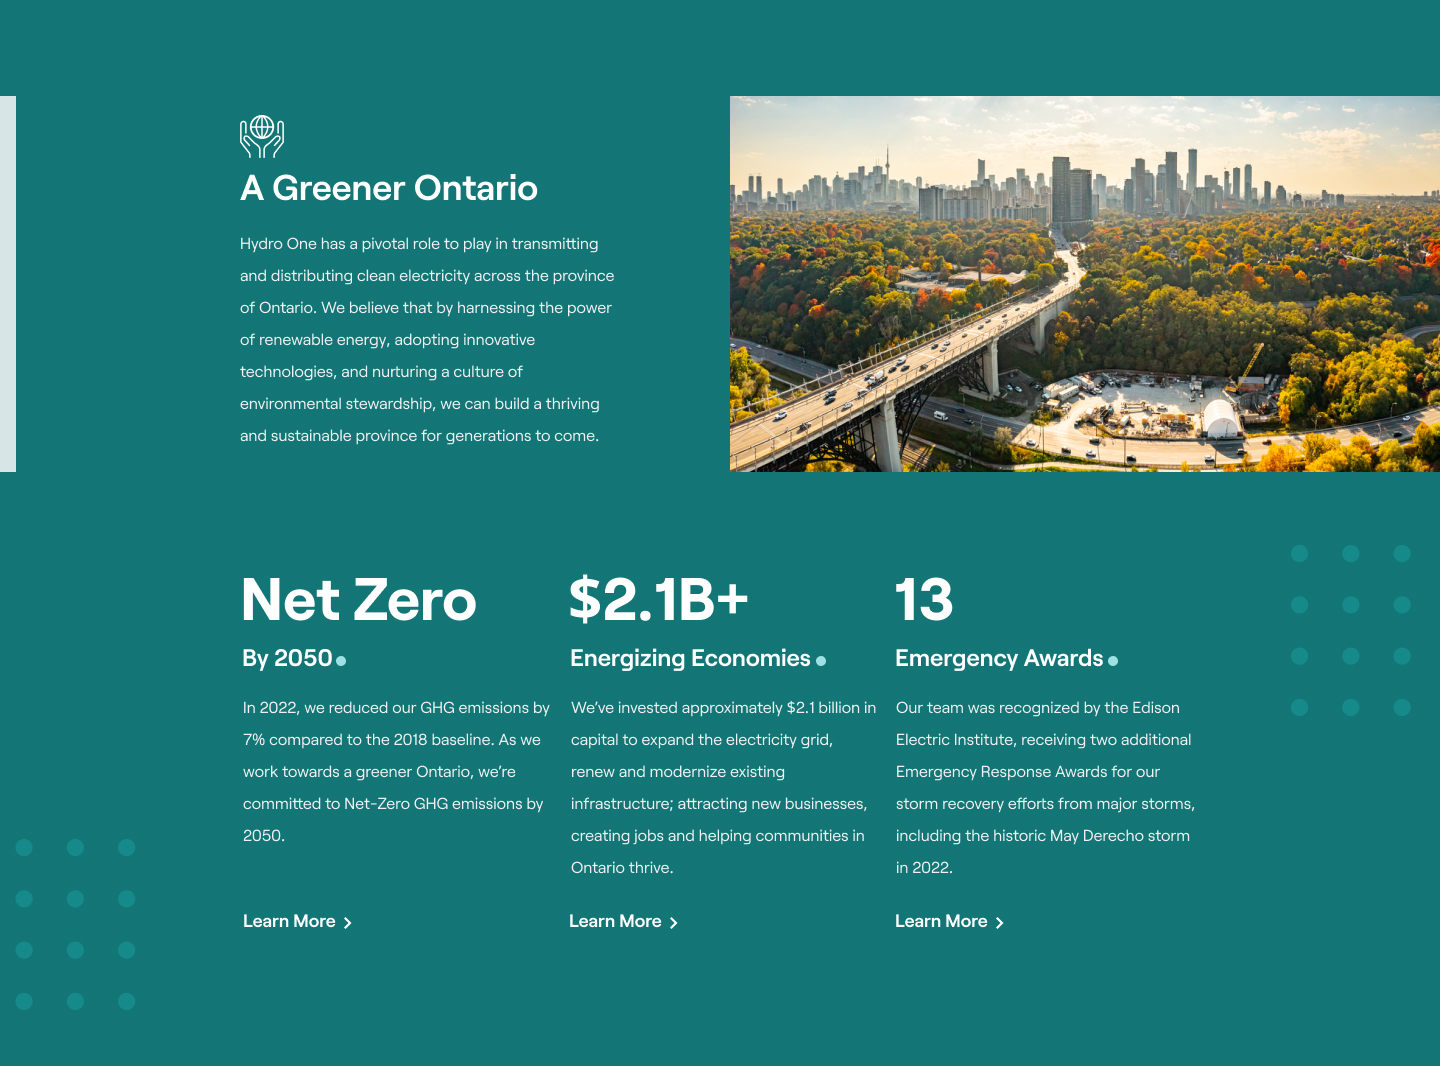 A Greener Ontario
Hydro One has a pivotal role to play in transmitting
and distributing clean electricity across the province
of Ontario. We believe that by harnessing the power
of renewable energy, adopting innovative
technologies, and nurturing a culture of
environmental stewardship, we can build a thriving
and sustainable province for generations to come.
Net Zero
By 2050
In 2022, we reduced our GHG emissions by
7% compared to the 2018 baseline. As we
work towards a greener Ontario, we’re
committed to Net-Zero GHG emissions by
2050.
Learn More
$2.1B+
Energizing Economies
We’ve invested approximately $2.1 billion in
capital to expand the electricity grid,
renew and modernize existing
infrastructure; attracting new businesses,
creating jobs and helping communities in
Ontario thrive.
Learn More
13
Emergency Awards
Our team was recognized by the Edison
Electric Institute, receiving two additional
Emergency Response Awards for our
storm recovery efforts from major storms,
including the historic May Derecho storm
in 2022.
Learn More